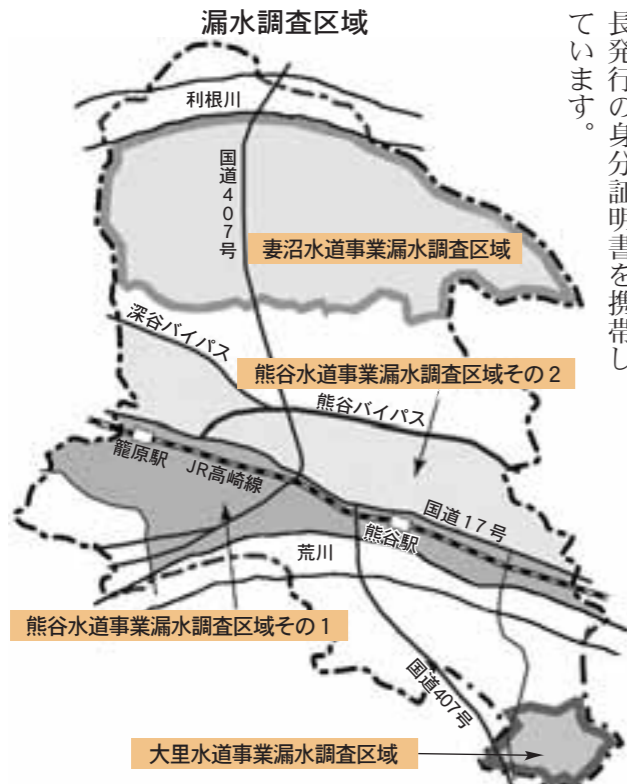 漏水調査区域
長発行の身分証明書を携帯し
ています。
利根川
国道407号
妻沼水道事業漏水調査区域
深谷バイパス
熊谷水道事業漏水調査区域その2
熊谷バイパス
籠原駅
JR高崎線
国道17号
熊谷駅
荒川
熊谷水道事業漏水調査区域その1
国道407号
大里水道事業漏水調査区域